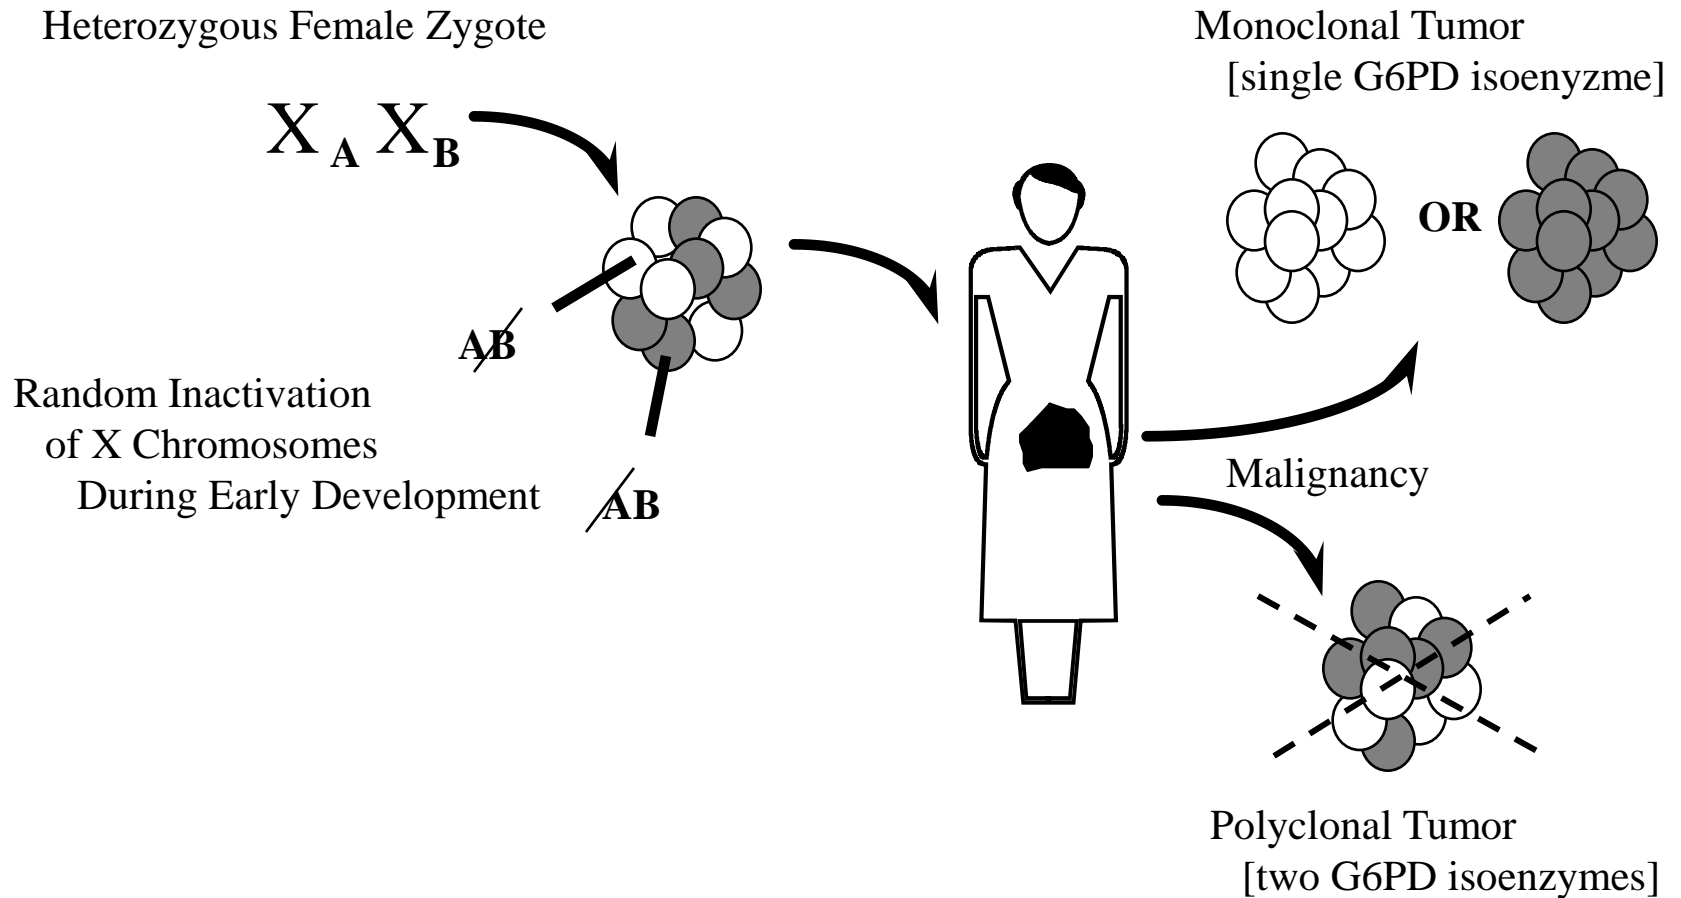 Heterozygous Female Zygote
X A X B
AB
Random Inactivation
of X Chromosomes
During Early Development
AB
Monoclonal Tumor
[single G6PD isoenyzme]
OR
Malignancy
Polyclonal Tumor
[two G6PD isoenzymes]